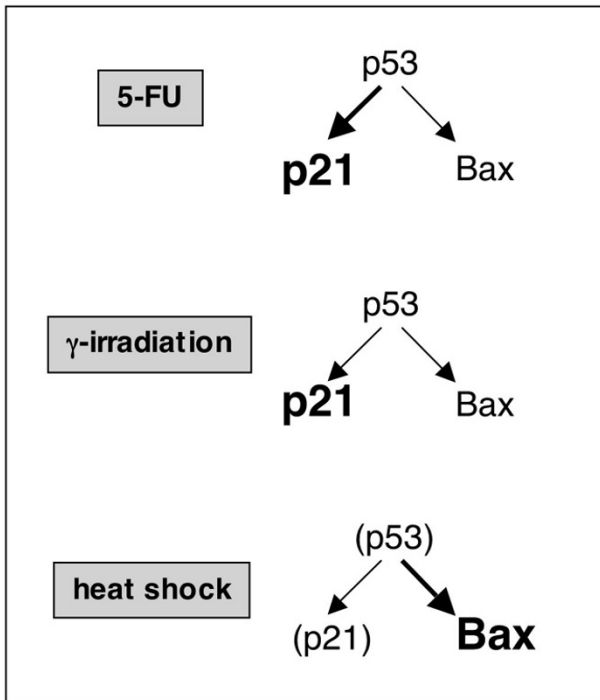 p53
5-FU
p21 Bax
p53
γ-irradiation
p21 Bax
(p53)
heat shock
(p21) Bax